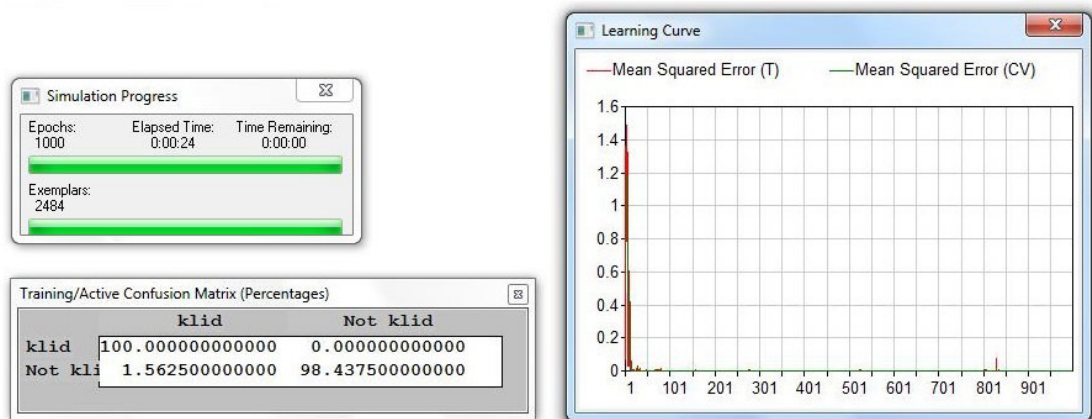 Simulation Progress
Epochs: Elapsed Time: Time Remaining:
1000 0:00:24 0:00:00
Exemplars:
2484
Training/Active Confusion Matrix (Percentages)
klid Not klid
klid 100.000000000000 0.000000000000
Not kli 1.562500000000 98.437500000000
Learning Curve
Mean Squared Error (T) Mean Squared Error (CV)
1.6
1.4
1.2
1
0.8
0.6
0.4
0.2
0
1 101 201 301 401 501 601 701 801 901